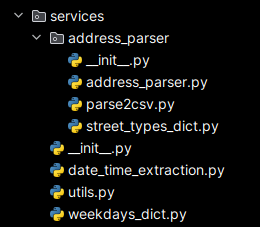 services
address_parser
__init__.py
address_parser.py
parse2csv.py
street_types_dict.py
__init__.py
date_time_extraction.py
utils.py
weekdays_dict.py